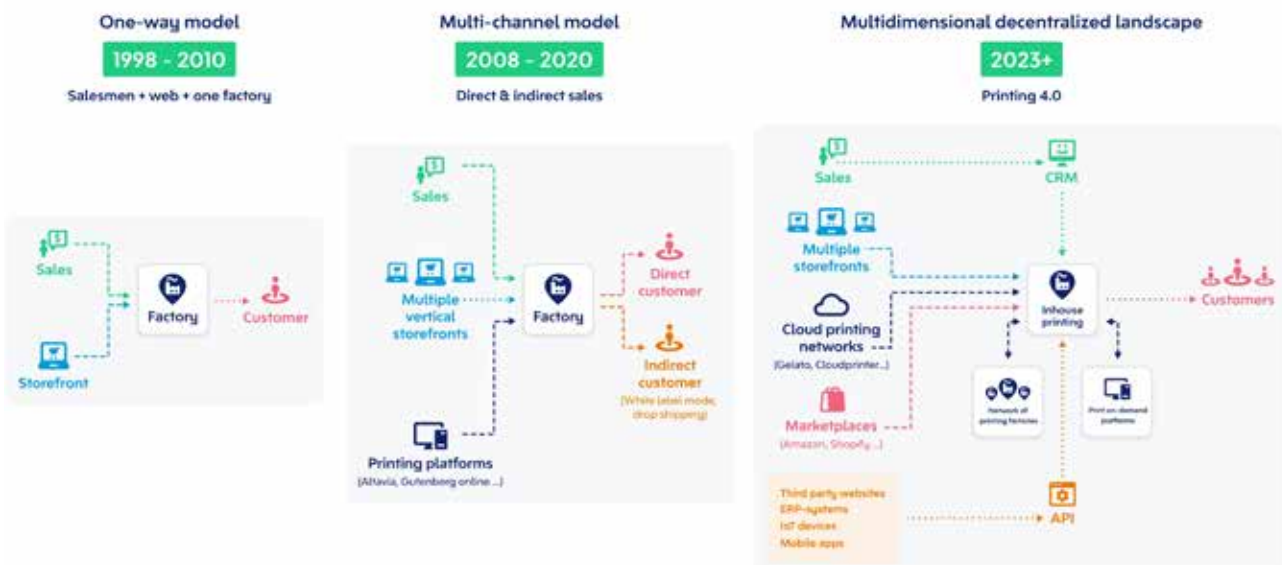 One-way model
1998 - 2010
Salesmen + web + one factory
Sales
Storefront
Factory
Customer
Multi-channel model
2008 - 2020
Direct & indirect sales
Sales
Multiple
vertical
storefronts
Printing platforms
(Altavia, Gutenberg online ...)
Factory
Direct
customer
Indirect
customer
(White label mode,
drop shipping)
Multidimensional decentralized landscape
2023+
Printing 4.0
Sales
CRM
Multiple
storefronts
Cloud printing
networks
(Gelato, Cloudprinter...)
Marketplaces
(Amazon, Shopify ...)
Third party websites
ERP-systems
IoT devices
Mobile apps
API
Inhouse
printing
Network of
printing factories
Print on-demand
platforms
Customers